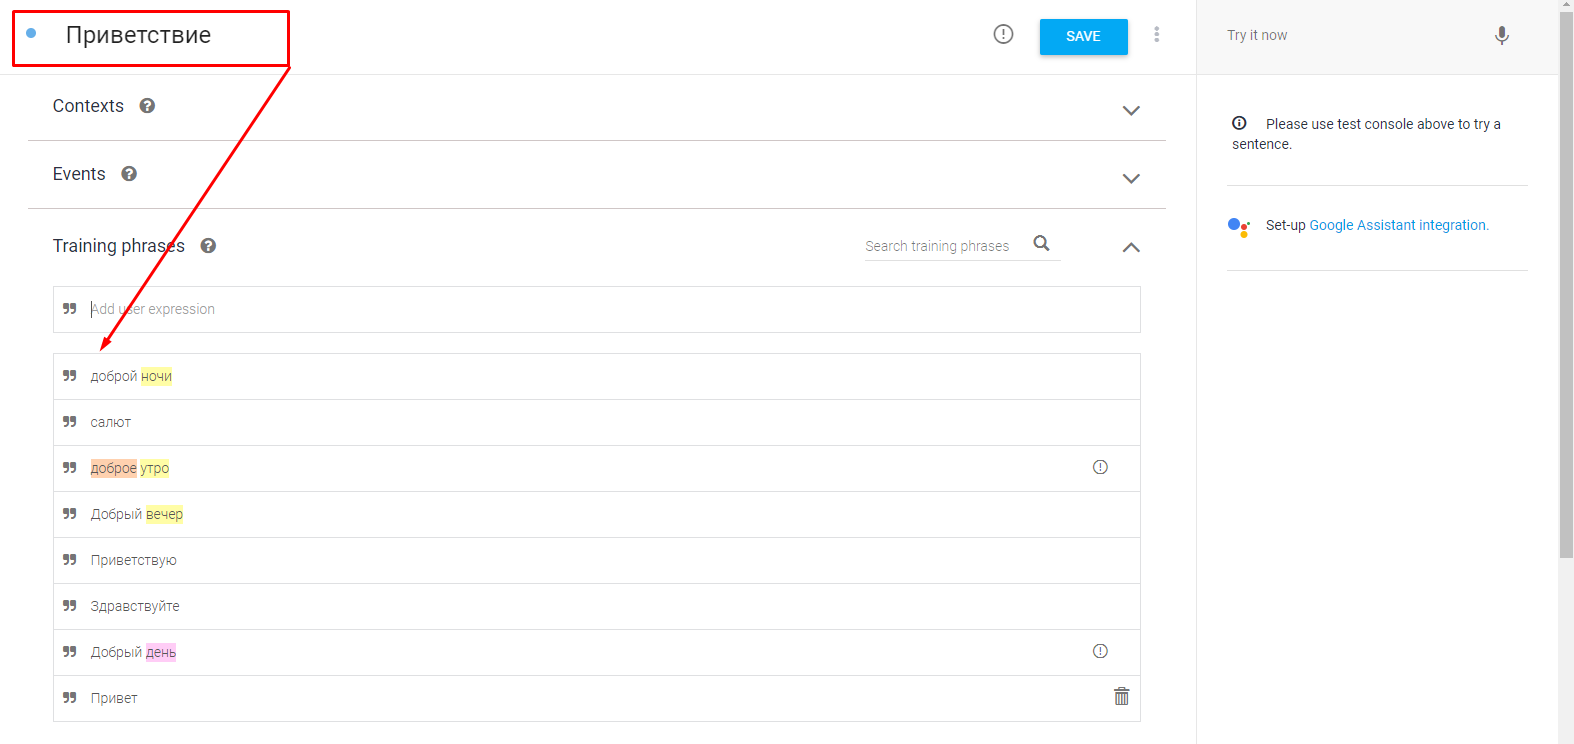 Приветствие
SAVE
Try it now
Contexts
Please use test console above to try a
sentence.
Events
Set-up Google Assistant integration.
Training phrases
Search training phrases
Add user expression
доброй ночи
салют
доброе утро
Добрый вечер
Приветствую
Здравствуйте
Добрый день
Привет